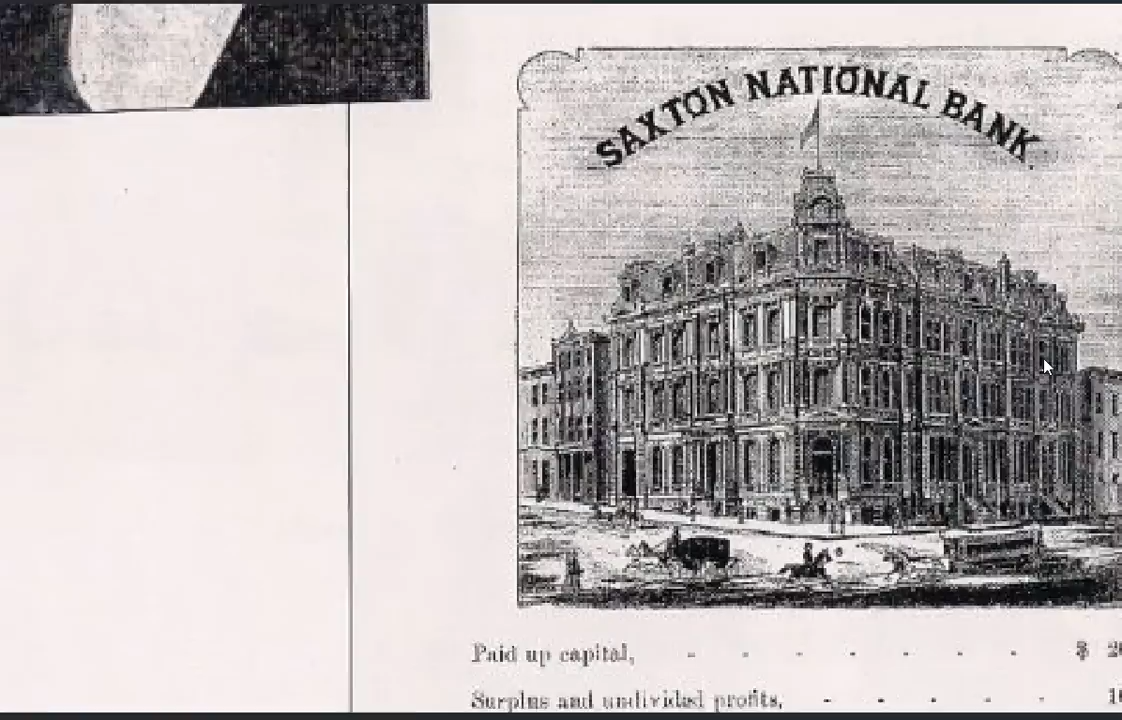 SAXTON NATIONAL BANK.
Paid up capital, - - - - - - - $
Surplus and undivided profits, - - - - -